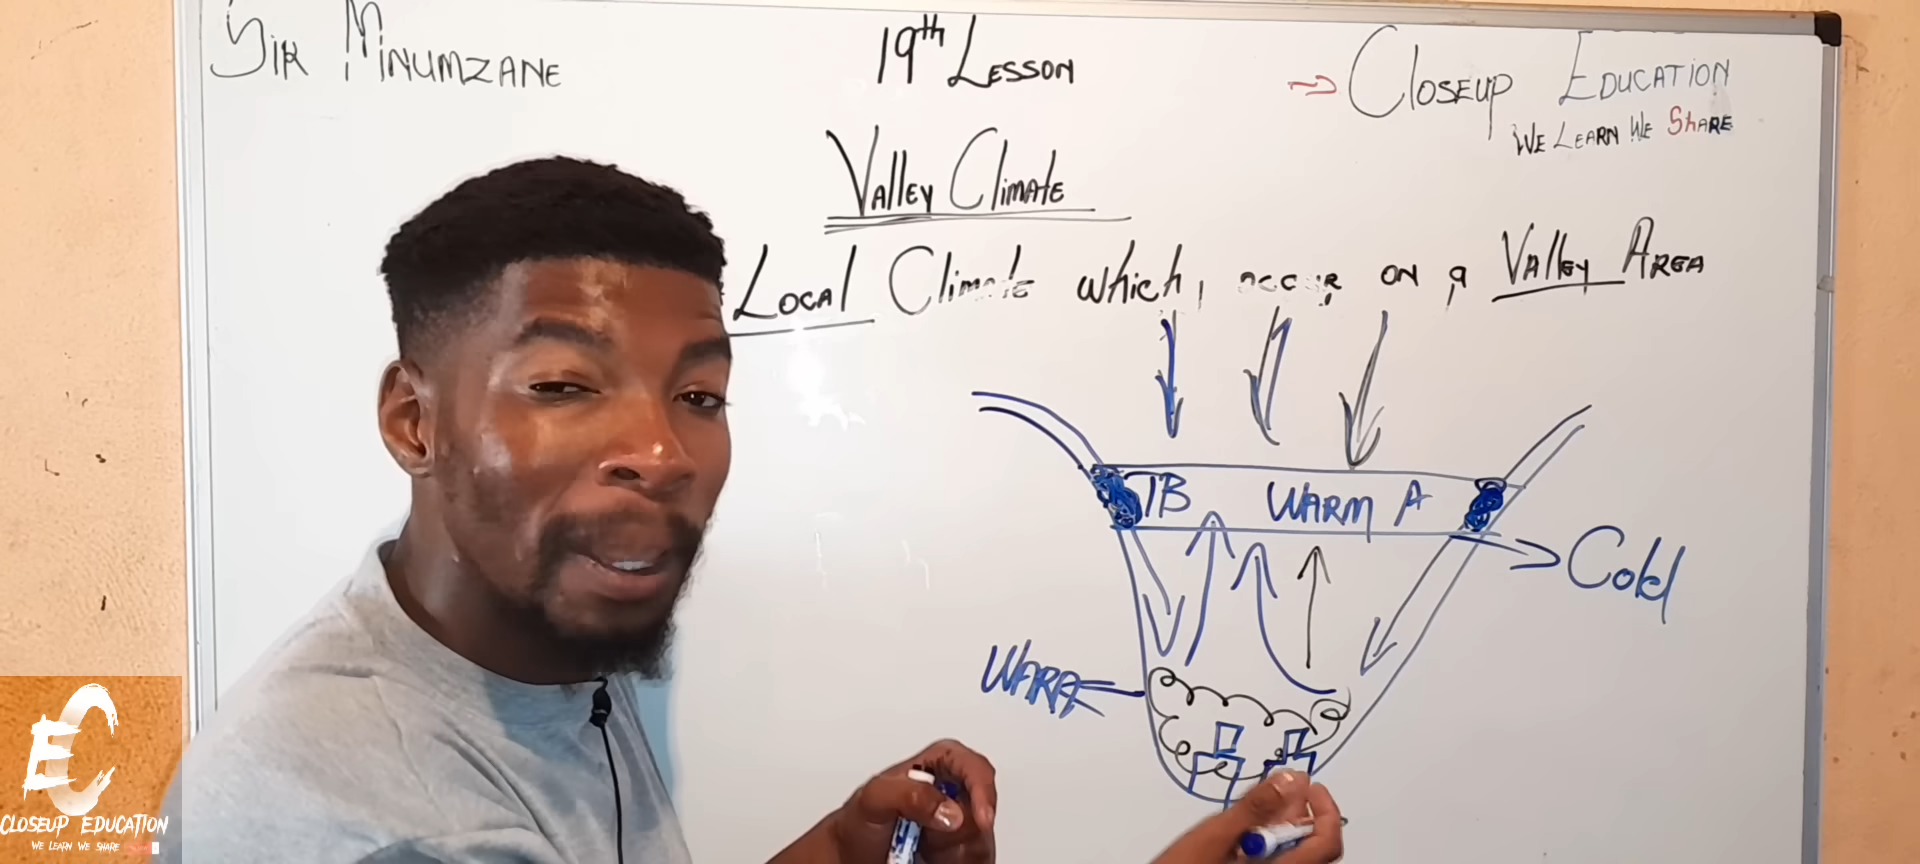 Sir Minumzane
19th Lesson
Closeup Education
We Learn We Share
Valley Climate
Local Climate which, occur on a Valley Area
TB
Warm A
Cold
CLOSEUP EDUCATION
WE LEARN WE SHARE